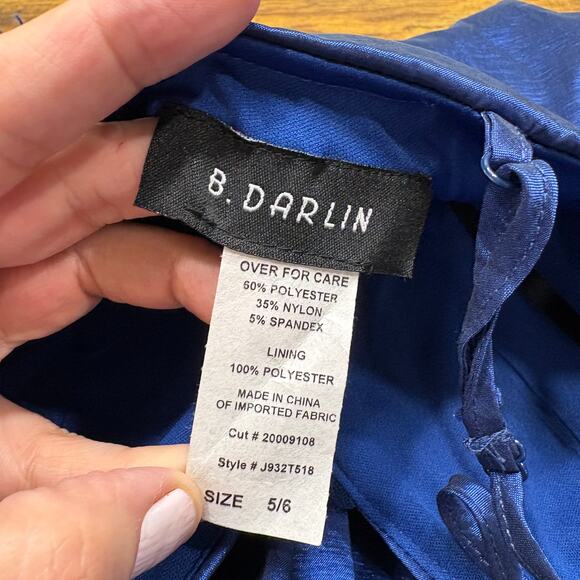 B. DARLIN
OVER FOR CARE
60% POLYESTER
35% NYLON
5% SPANDEX
LINING
100% POLYESTER
MADE IN CHINA
OF IMPORTED FABRIC
Cut # 20009108
Style # J932T518
SIZE 5/6